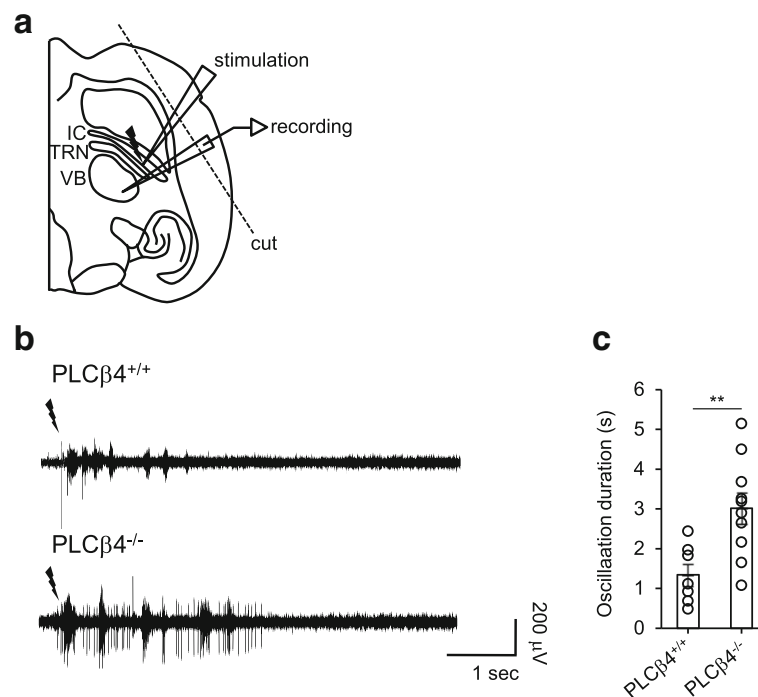 a
stimulation
recording
IC
TRN
VB
cut
b
PLCβ4+/+
PLCβ4-/-
200 μV
1 sec
c
Oscillaation duration (s)
6
5
4
3
2
1
0
**
PLCβ4+/+
PLCβ4-/-